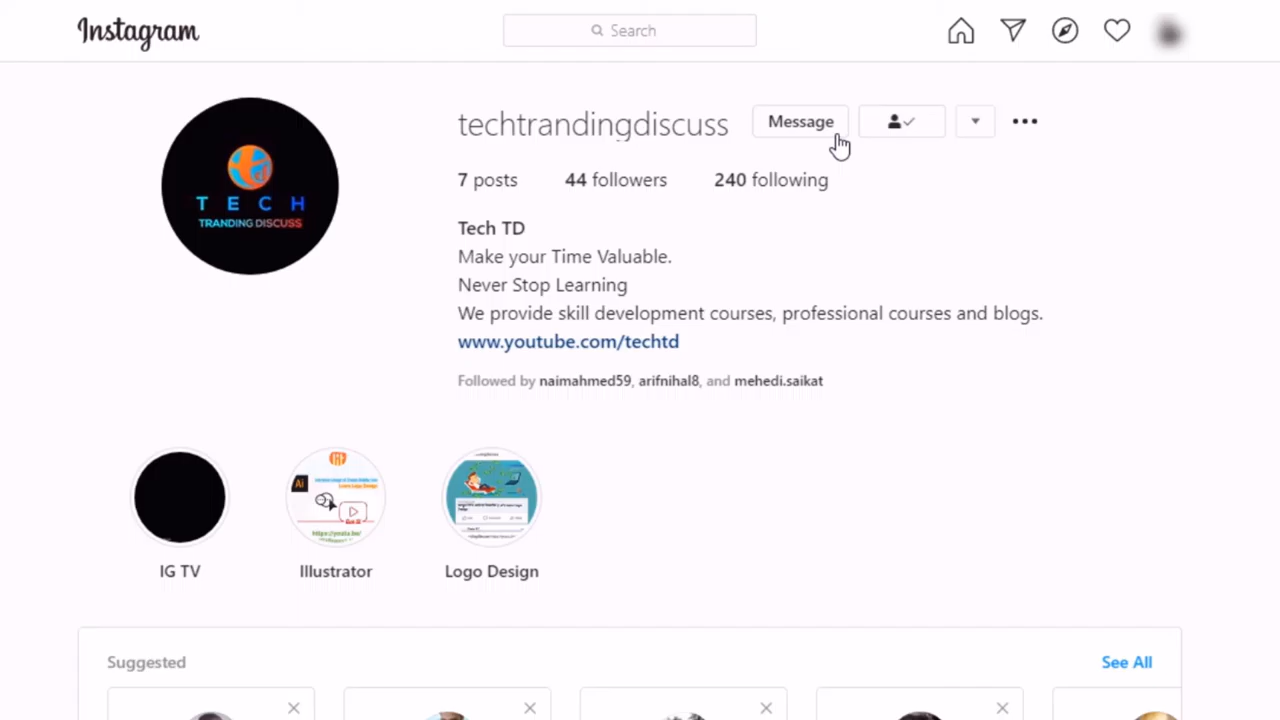 Instagram
Search
techtrandingdiscuss
Message
7 posts 44 followers 240 following
TECH
TRANDING DISCUSS
Tech TD
Make your Time Valuable.
Never Stop Learning
We provide skill development courses, professional courses and blogs.
www.youtube.com/techtd
Followed by naimahmed59, arifnihal8, and mehedi.saikat
Ai
IG TV
Illustrator
Logo Design
Suggested
See All